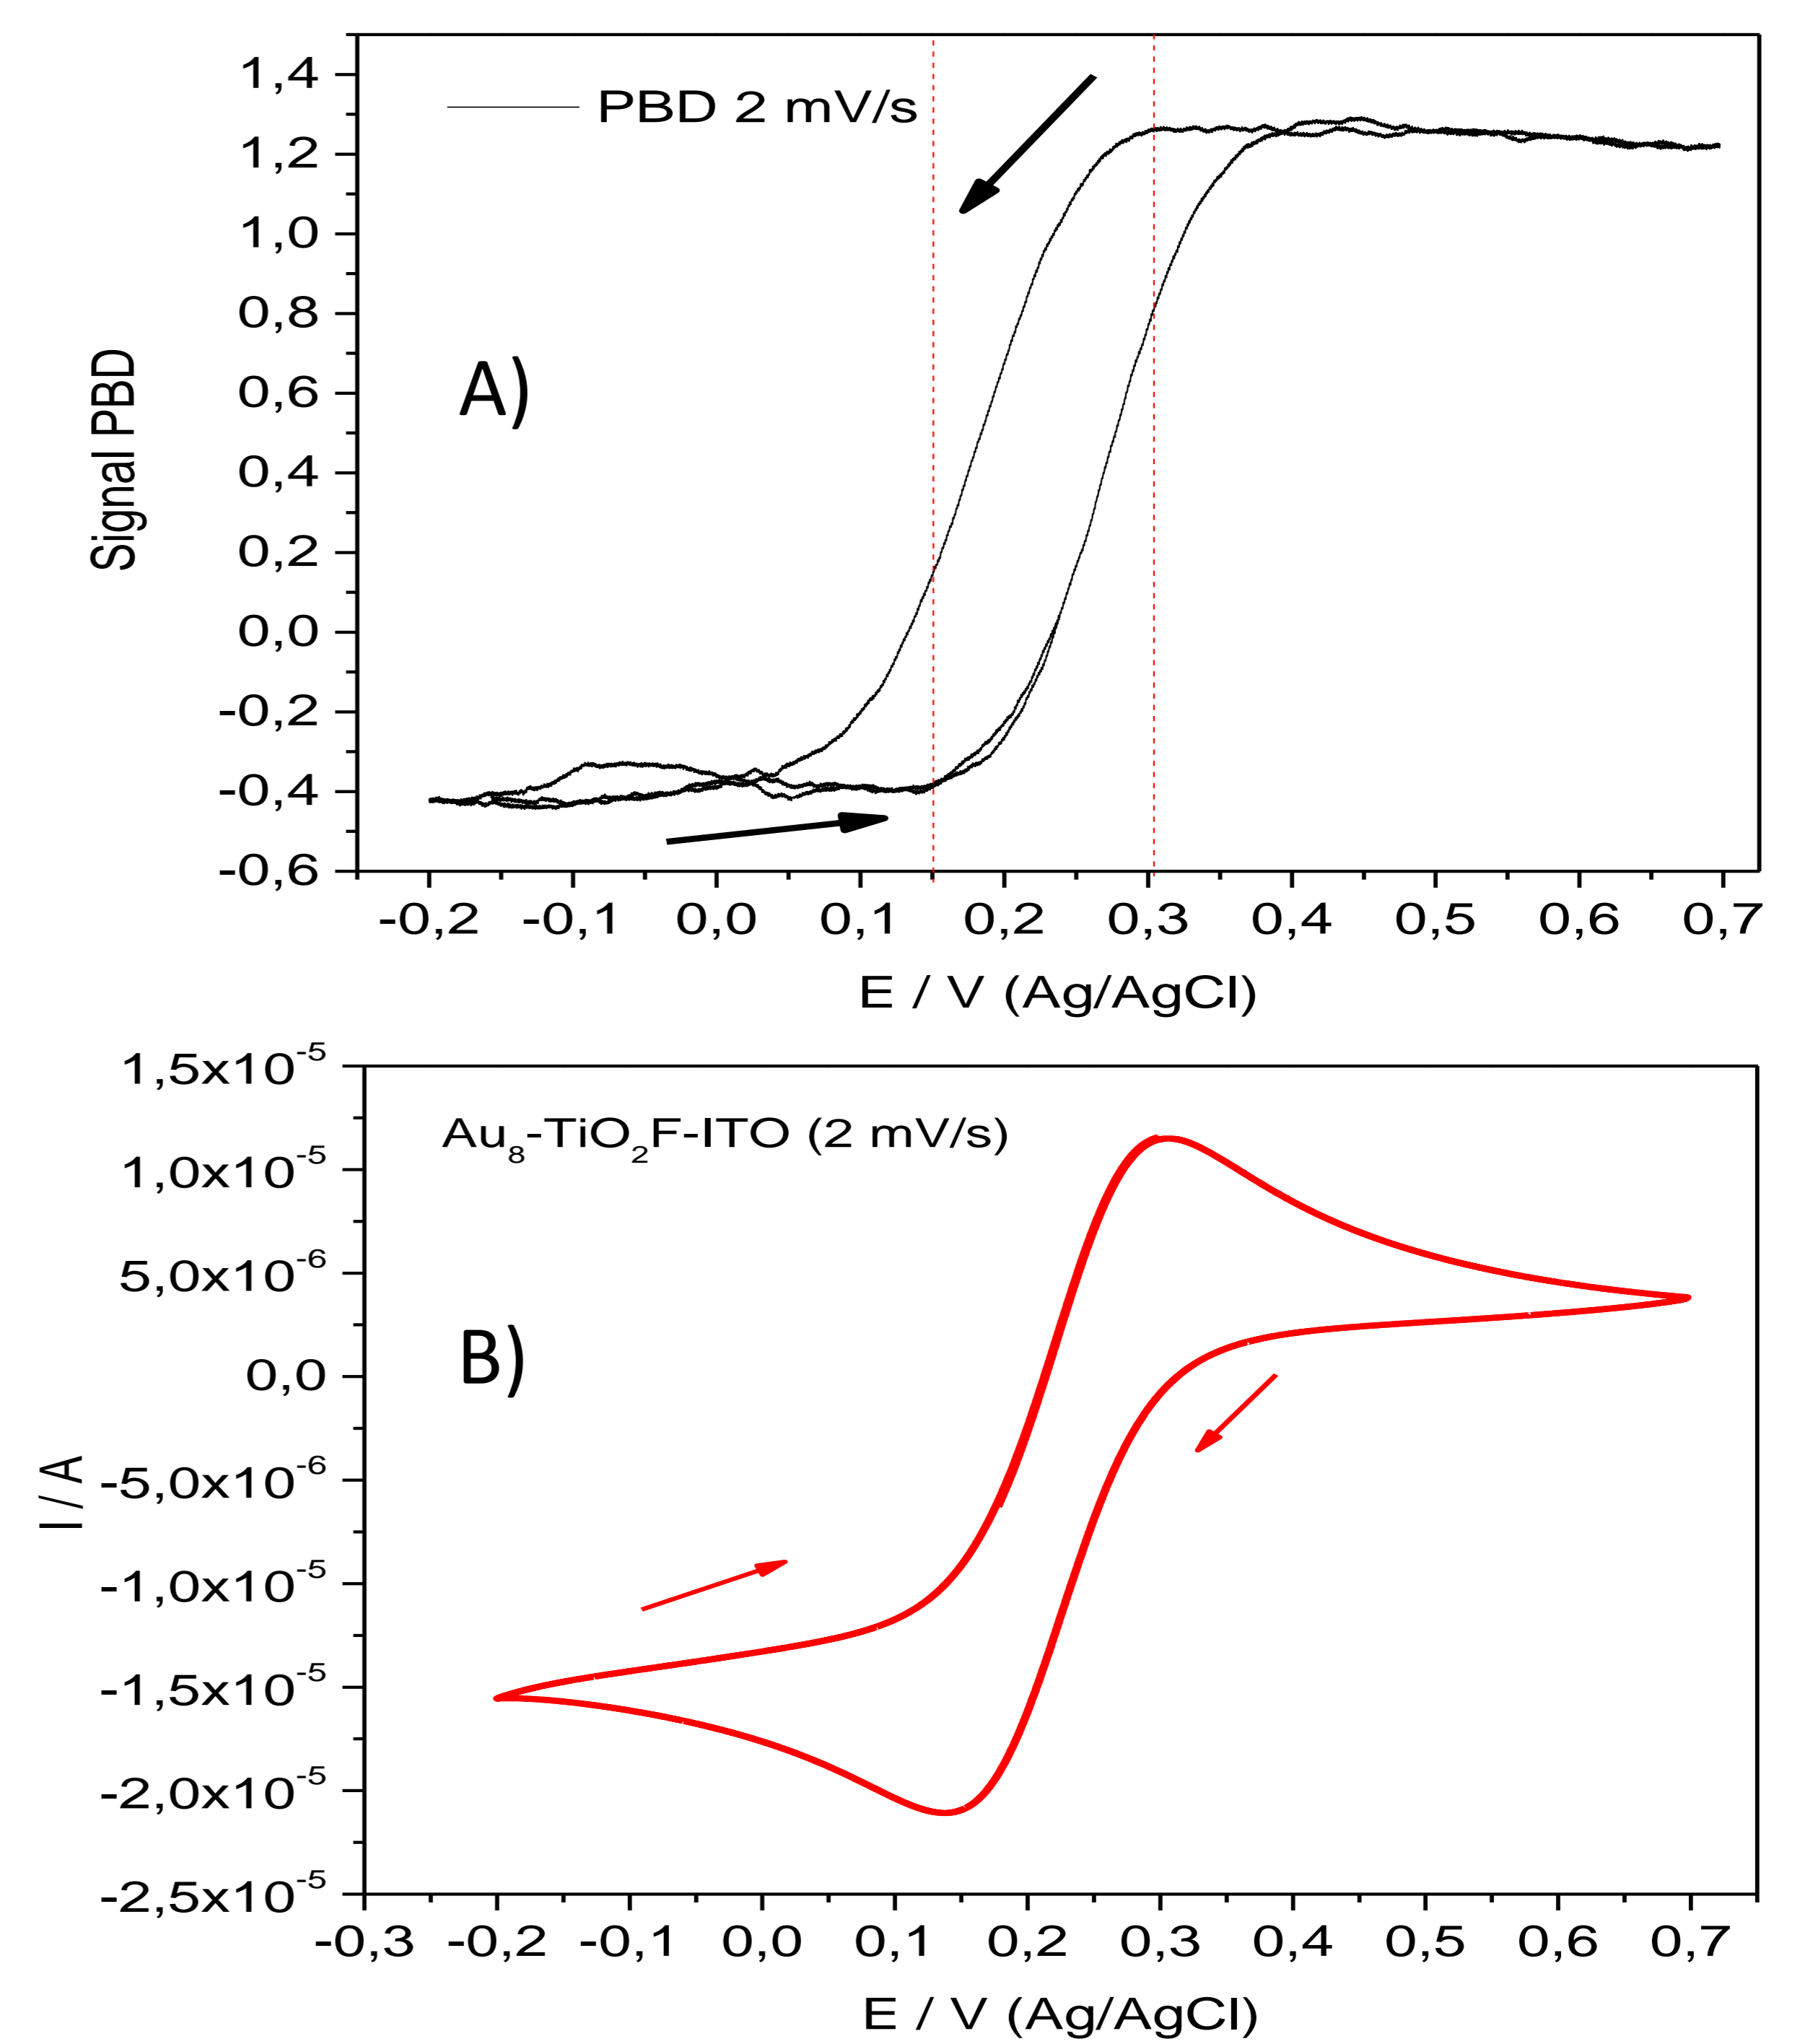 1,4
1,2
1,0
0,8
0,6
0,4
0,2
0,0
-0,2
-0,4
-0,6
Signal PBD
PBD 2 mV/s
A)
-0,2 -0,1 0,0 0,1 0,2 0,3 0,4 0,5 0,6 0,7
E / V (Ag/AgCl)
1,5x10⁻⁵
1,0x10⁻⁵
5,0x10⁻⁶
0,0
-5,0x10⁻⁶
-1,0x10⁻⁵
-1,5x10⁻⁵
-2,0x10⁻⁵
-2,5x10⁻⁵
I / A
Au₈-TiO₂F-ITO (2 mV/s)
B)
-0,3 -0,2 -0,1 0,0 0,1 0,2 0,3 0,4 0,5 0,6 0,7
E / V (Ag/AgCl)